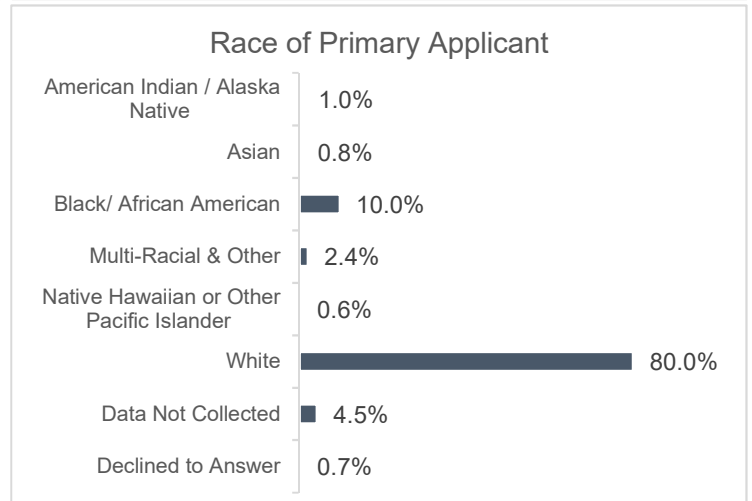 Race of Primary Applicant
American Indian / Alaska
Native
1.0%
Asian
0.8%
Black/ African American
10.0%
Multi-Racial & Other
2.4%
Native Hawaiian or Other
Pacific Islander
0.6%
White
80.0%
Data Not Collected
4.5%
Declined to Answer
0.7%